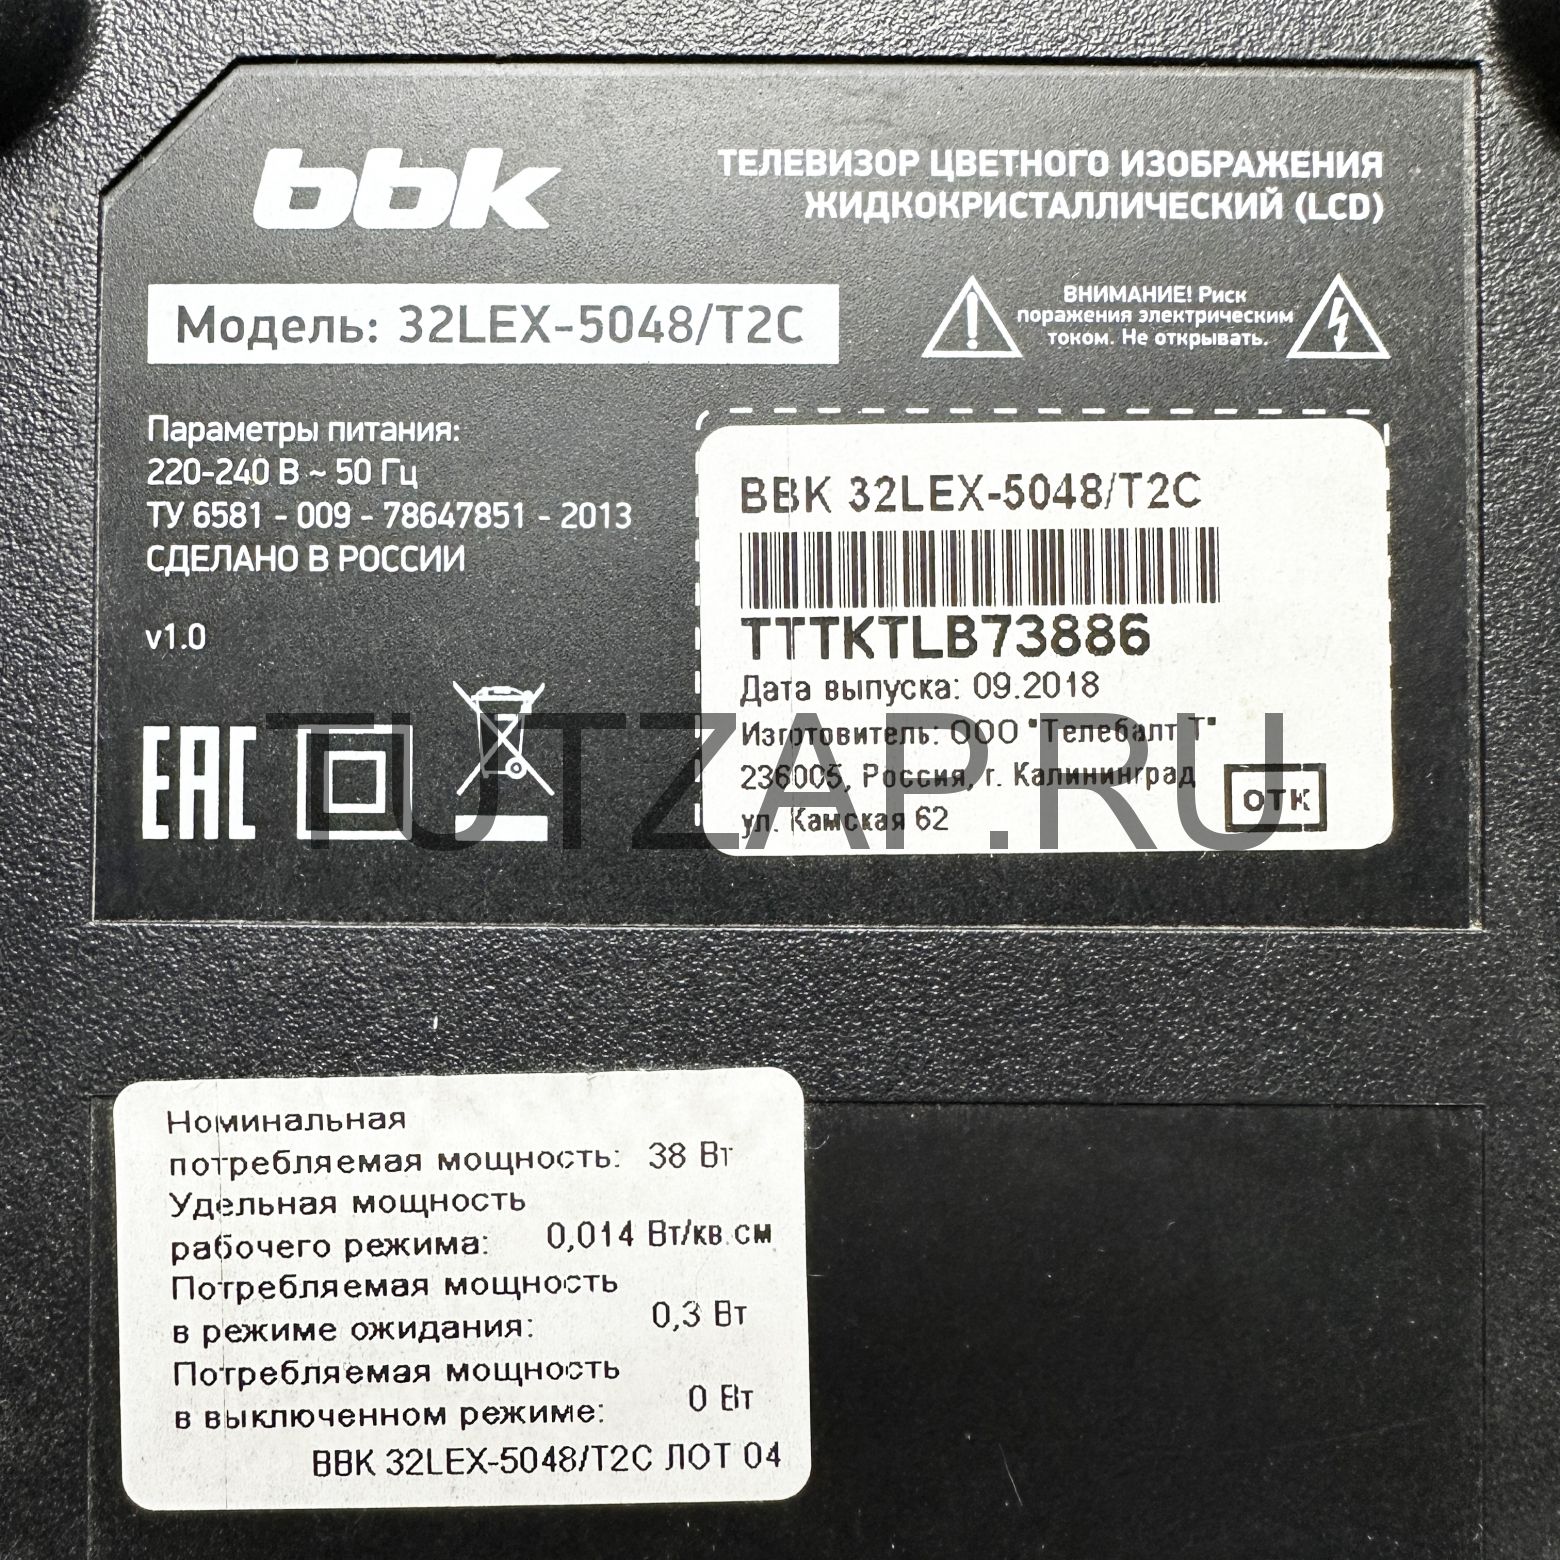 bbk
ТЕЛЕВИЗОР ЦВЕТНОГО ИЗОБРАЖЕНИЯ
ЖИДКОКРИСТАЛЛИЧЕСКИЙ (LCD)
Модель: 32LEX-5048/T2C
ВНИМАНИЕ! Риск
поражения электрическим
током. Не открывать.
Параметры питания:
220-240 В ~ 50 Гц
ТУ 6581 - 009 - 78647851 - 2013
СДЕЛАНО В РОССИИ
v1.0
EAC
BBK 32LEX-5048/T2C
TTTKTLB73886
Дата выпуска: 09.2018
Изготовитель: ООО "Телебалт Т"
236005, Россия, г. Калининград
ул. Камская 62
ОТК
TUTZAP.RU
Номинальная
потребляемая мощность: 38 Вт
Удельная мощность
рабочего режима: 0,014 Вт/кв.см
Потребляемая мощность
в режиме ожидания: 0,3 Вт
Потребляемая мощность
в выключенном режиме: 0 Вт
BBK 32LEX-5048/T2C ЛОТ 04